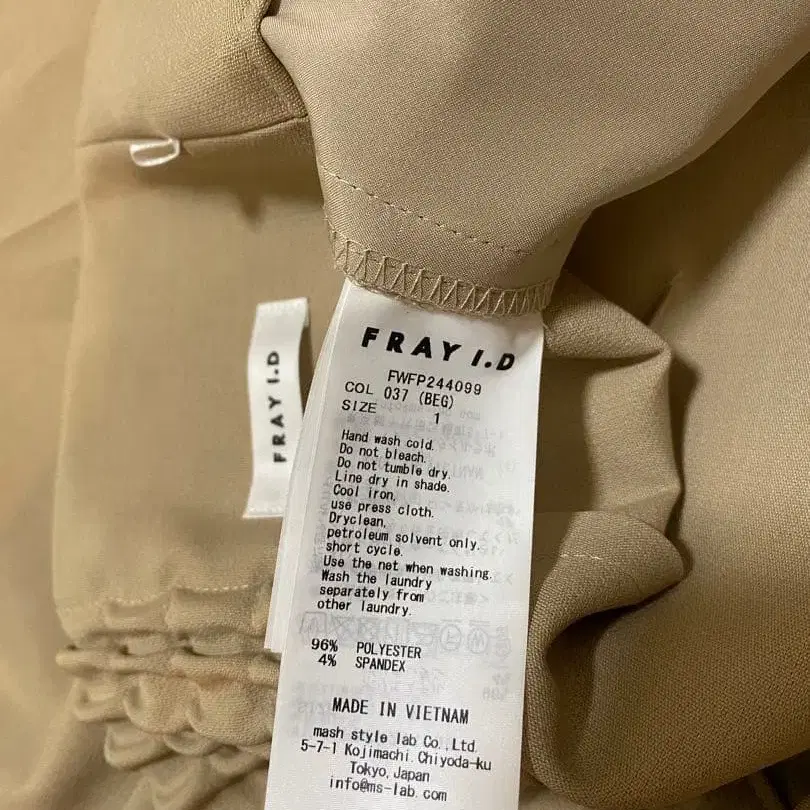 FRAY I.D
FRAY I.D
FWFP244099
COL 037 (BEG)
SIZE 1
Hand wash cold.
Do not bleach.
Do not tumble dry.
Line dry in shade.
Cool iron,
use press cloth.
Dryclean,
petroleum solvent only.
short cycle.
Use the net when washing.
Wash the laundry
separately from
other laundry.
96% POLYESTER
4% SPANDEX
MADE IN VIETNAM
mash style lab Co., Ltd.
5-7-1 Kojimachi Chiyoda-ku
Tokyo, Japan
info@ms-lab.com